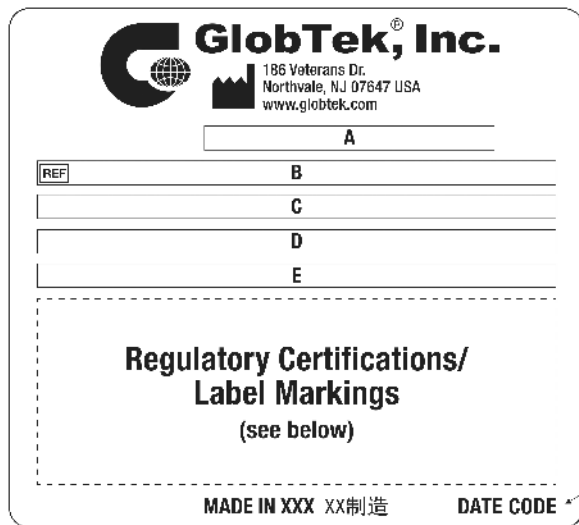 GlobTek®, Inc.
186 Veterans Dr.
Northvale, NJ 07647 USA
www.globtek.com
A
REF B
C
D
E
Regulatory Certifications/
Label Markings
(see below)
MADE IN XXX XX制造 DATE CODE